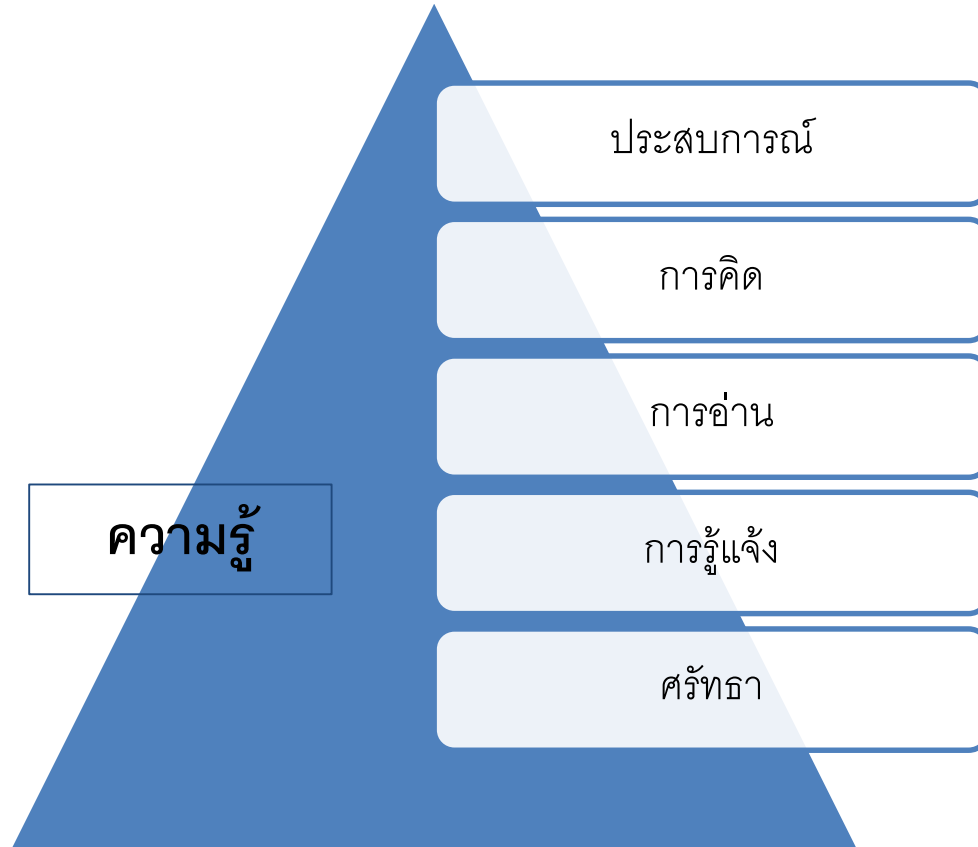 ประสบการณ์
การคิด
การอ่าน
การรู้แจ้ง
ความรู้
ศรัทธา